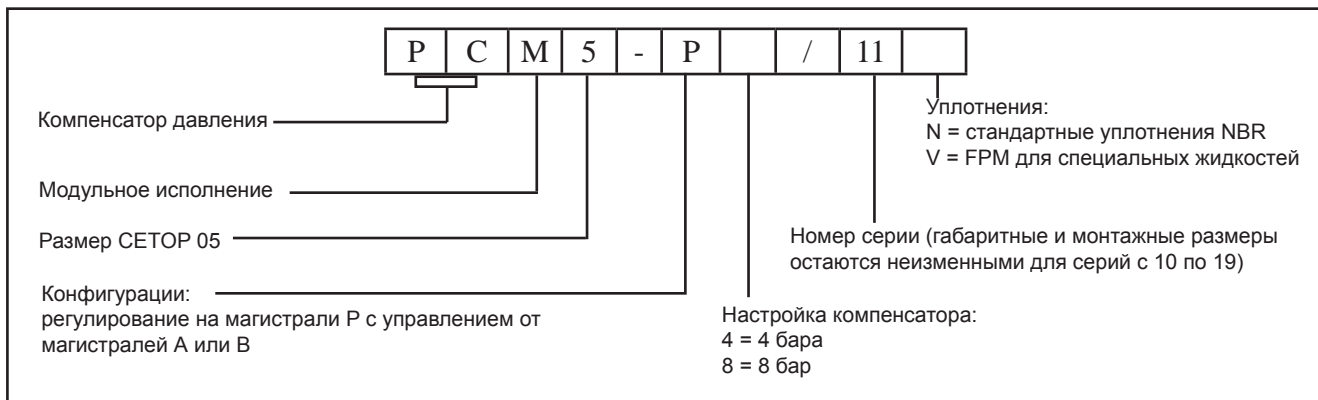 P C M 5 - P / 11
Компенсатор давления
Модульное исполнение
Размер CETOP 05
Конфигурации:
регулирование на магистрали P с управлением от
магистралей A или B
Уплотнения:
N = стандартные уплотнения NBR
V = FPM для специальных жидкостей
Номер серии (габаритные и монтажные размеры
остаются неизменными для серий с 10 по 19)
Настройка компенсатора:
4 = 4 бара
8 = 8 бар